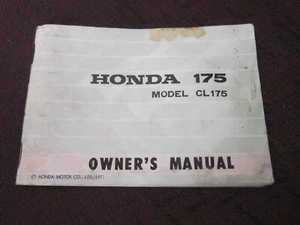 HONDA 175
MODEL CL175
OWNER'S MANUAL
HONDA MOTOR CO., LTD.